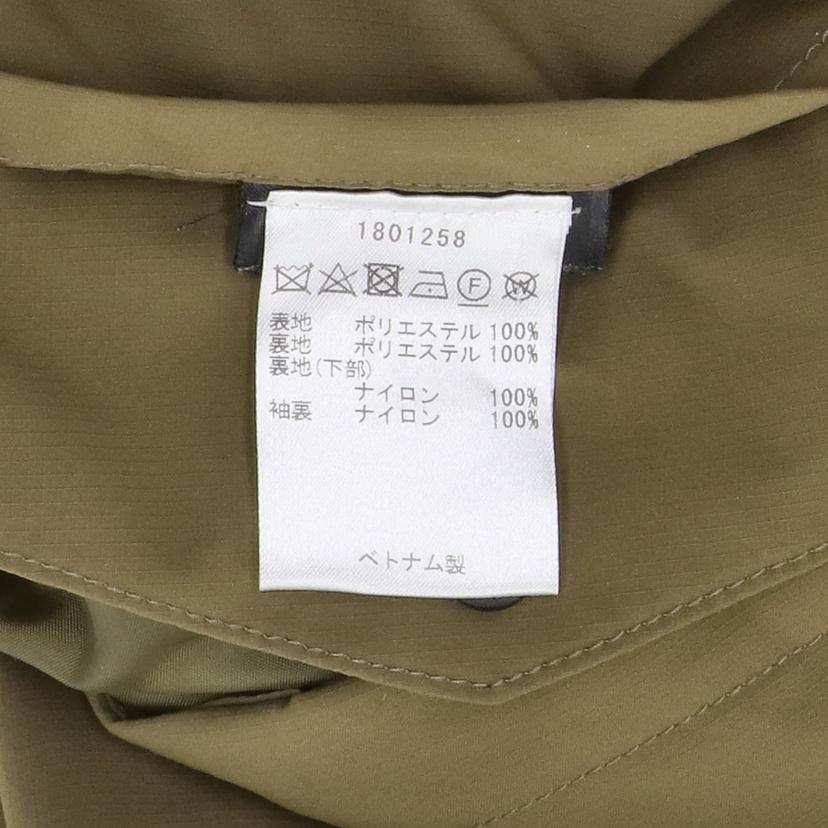 1801258
F W
表地 ポリエステル 100%
裏地 ポリエステル 100%
裏地(下部)
ナイロン 100%
袖裏 ナイロン 100%
ベトナム製